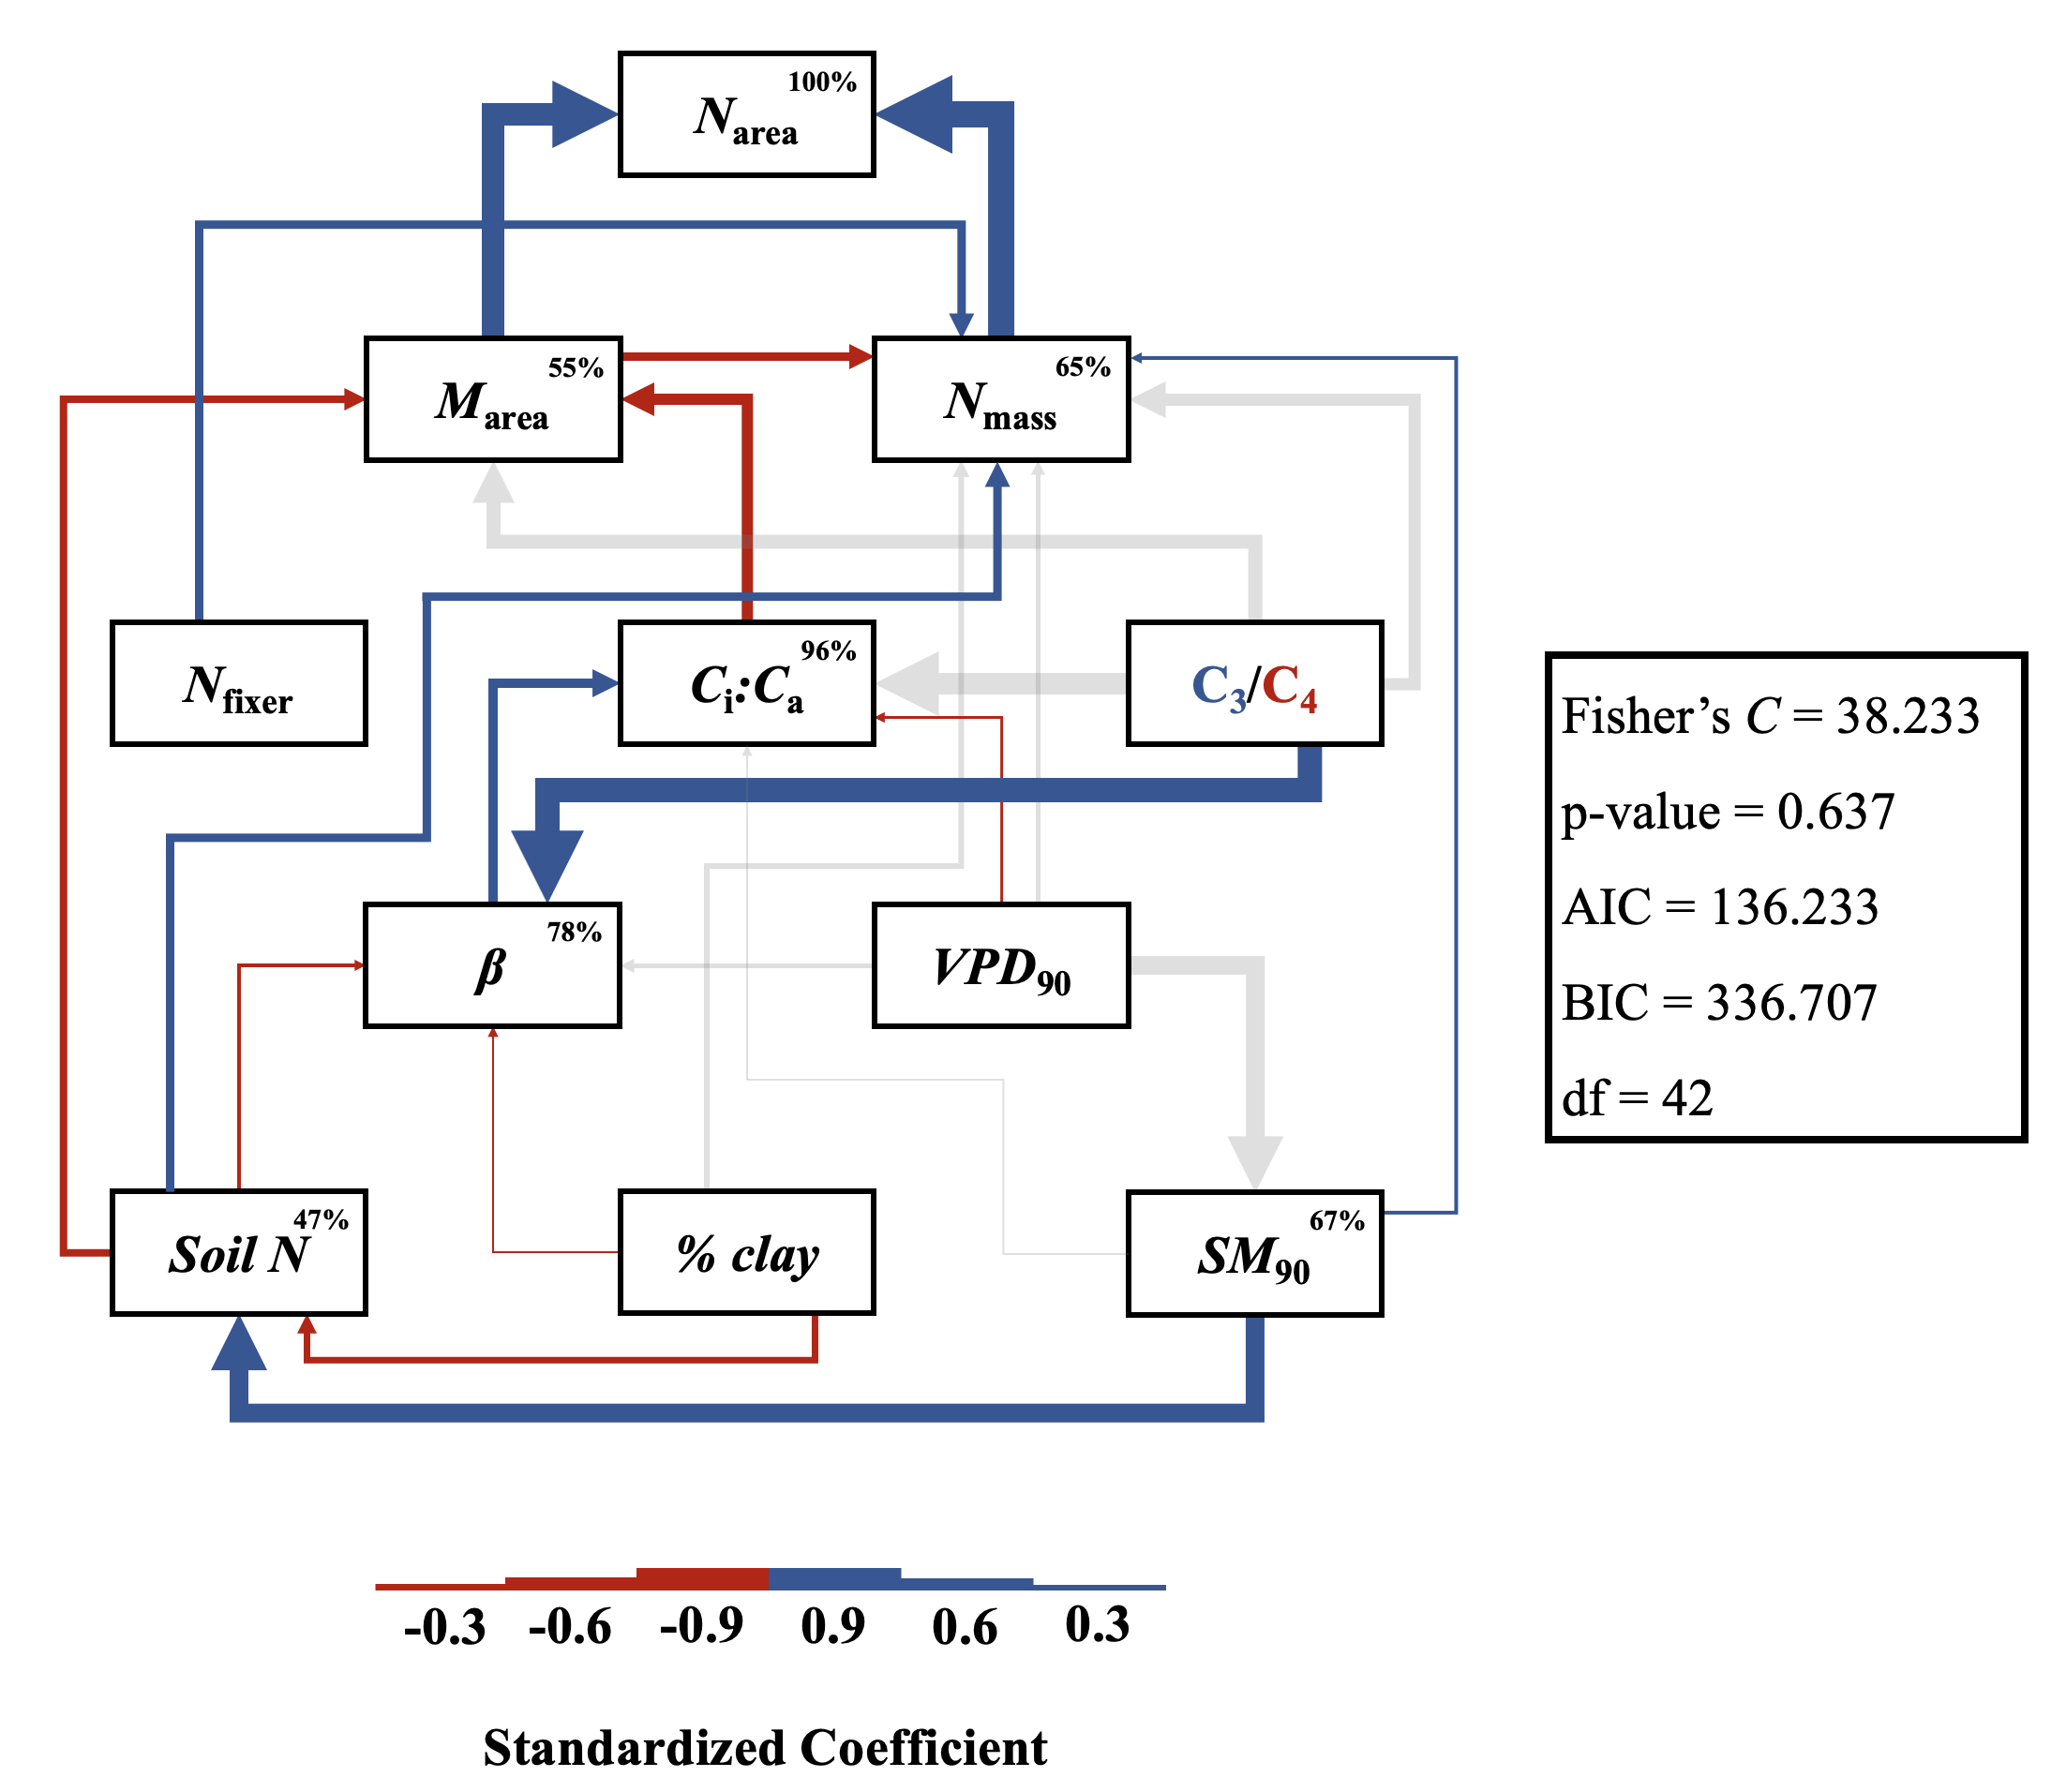 100%
Narea
55%
Marea
65%
Nmass
Nfixer
96%
Ci:Ca
C3/C4
Fisher’s C = 38.233
p-value = 0.637
AIC = 136.233
BIC = 336.707
df = 42
78%
β
VPD90
47%
Soil N
% clay
67%
SM90
-0.3 -0.6 -0.9 0.9 0.6 0.3
Standardized Coefficient